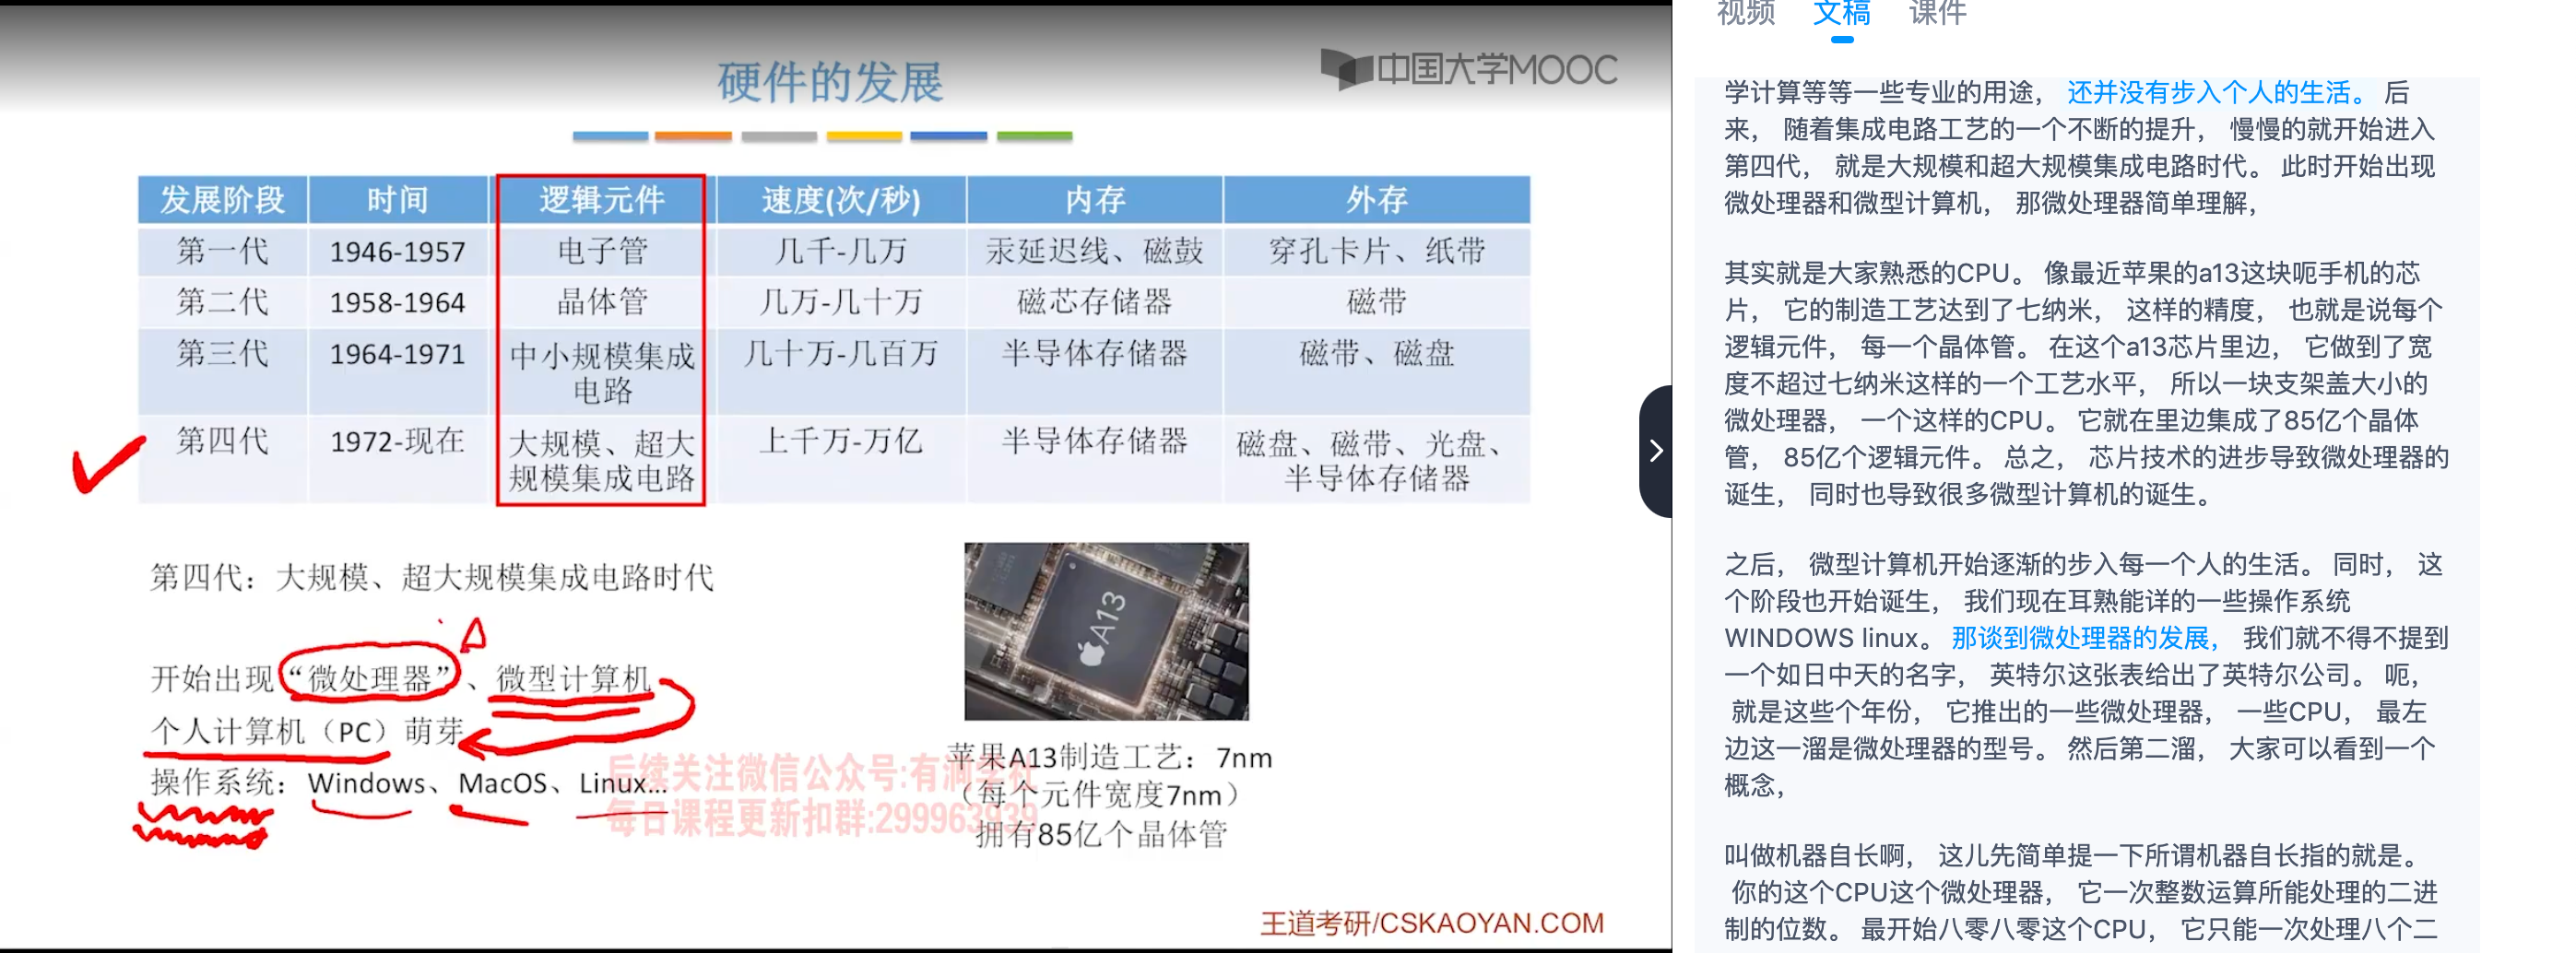 硬件的发展
中国大学MOOC
发展阶段 时间 逻辑元件 速度(次/秒) 内存 外存
第一代 1946-1957 电子管 几千-几万 汞延迟线、磁鼓 穿孔卡片、纸带
第二代 1958-1964 晶体管 几万-几十万 磁芯存储器 磁带
第三代 1964-1971 中小规模集成 几十万-几百万 半导体存储器 磁带、磁盘
电路
第四代 1972-现在 大规模、超大 上千万-万亿 半导体存储器 磁盘、磁带、光盘、
规模集成电路 半导体存储器
第四代：大规模、超大规模集成电路时代
开始出现“微处理器”、微型计算机
个人计算机（PC）萌芽
操作系统：Windows、MacOS、Linux...
A13
苹果A13制造工艺：7nm
（每个元件宽度7nm）
拥有85亿个晶体管
后续关注微信公众号:有
每日课程更新扣群:299963939
王道考研/CSKAOYAN.COM
视频 文稿 课件
学计算等等一些专业的用途， 还并没有步入个人的生活。 后
来， 随着集成电路工艺的一个不断的提升， 慢慢的就开始进入
第四代， 就是大规模和超大规模集成电路时代。 此时开始出现
微处理器和微型计算机， 那微处理器简单理解，
其实就是大家熟悉的CPU。 像最近苹果的a13这块呃手机的芯
片， 它的制造工艺达到了七纳米， 这样的精度， 也就是说每个
逻辑元件， 每一个晶体管。 在这个a13芯片里边， 它做到了宽
度不超过七纳米这样的一个工艺水平， 所以一块支架盖大小的
微处理器， 一个这样的CPU。 它就在里边集成了85亿个晶体
管， 85亿个逻辑元件。 总之， 芯片技术的进步导致微处理器的
诞生， 同时也导致很多微型计算机的诞生。
之后， 微型计算机开始逐渐的步入每一个人的生活。 同时， 这
个阶段也开始诞生， 我们现在耳熟能详的一些操作系统
WINDOWS linux。 那谈到微处理器的发展， 我们就不得不提到
一个如日中天的名字， 英特尔这张表给出了英特尔公司。 呃，
就是这些个年份， 它推出的一些微处理器， 一些CPU， 最左
边这一溜是微处理器的型号。 然后第二溜， 大家可以看到一个
概念，
叫做机器自长啊， 这儿先简单提一下所谓机器自长指的就是。
你的这个CPU这个微处理器， 它一次整数运算所能处理的二进
制的位数。 最开始八零八零这个CPU， 它只能一次处理八个二